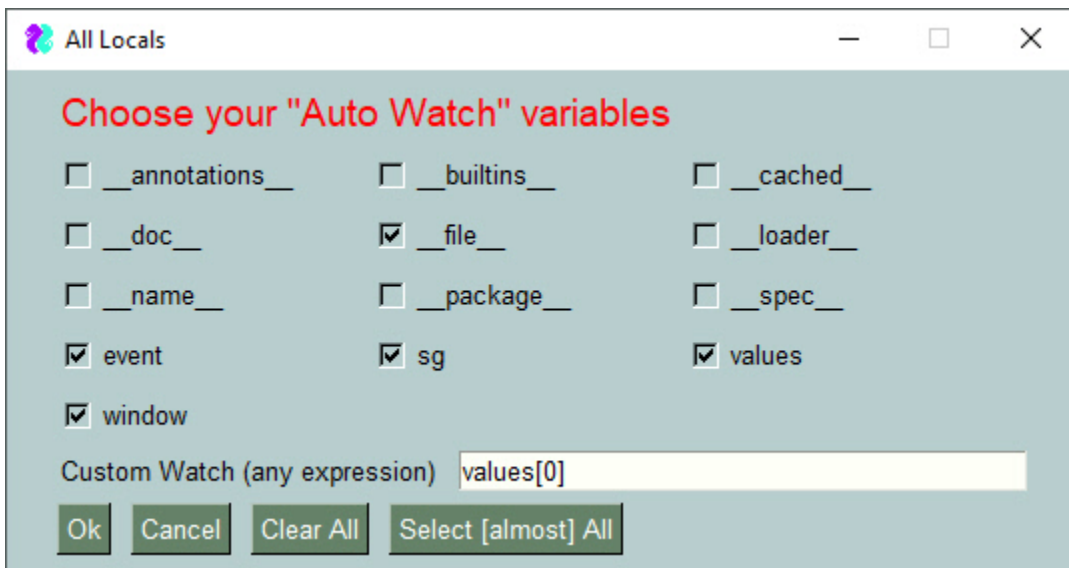 All Locals
Choose your "Auto Watch" variables
__annotations__ __builtins__ __cached__
__doc__ __file__ __loader__
__name__ __package__ __spec__
event sg values
window
Custom Watch (any expression) values[0]
Ok Cancel Clear All Select [almost] All